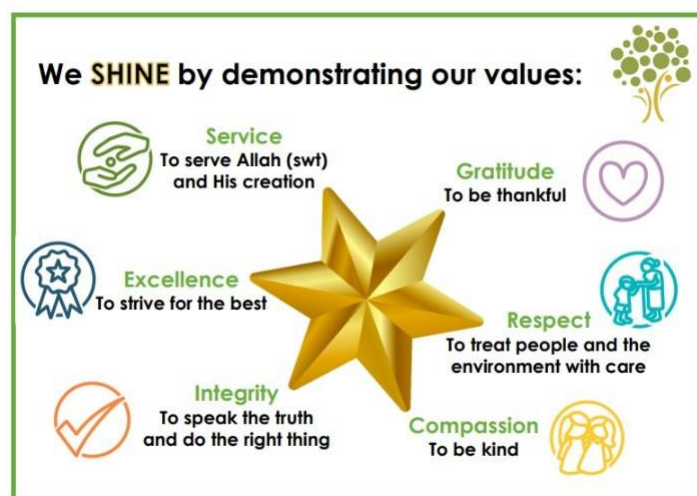 We SHINE by demonstrating our values:
Service
To serve Allah (swt)
and His creation
Gratitude
To be thankful
Excellence
To strive for the best
Respect
To treat people and the
environment with care
Integrity
To speak the truth
and do the right thing
Compassion
To be kind